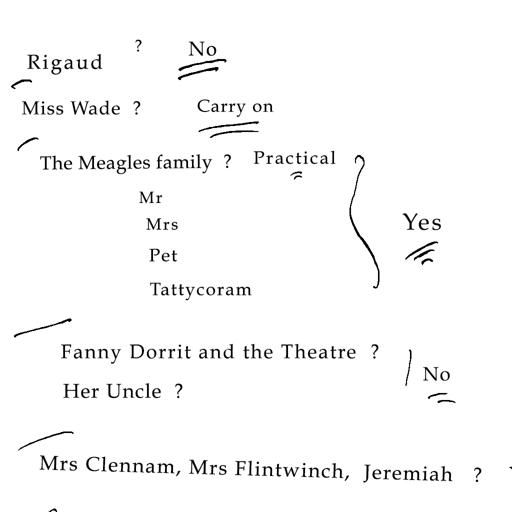 Rigaud ? No
Miss Wade ? Carry on
The Meagles family ? Practical
Mr
Mrs
Yes
Pet
Tattycoram
Fanny Dorrit and the Theatre ?
No
Her Uncle ?
Mrs Clennam, Mrs Flintwinch, Jeremiah ?